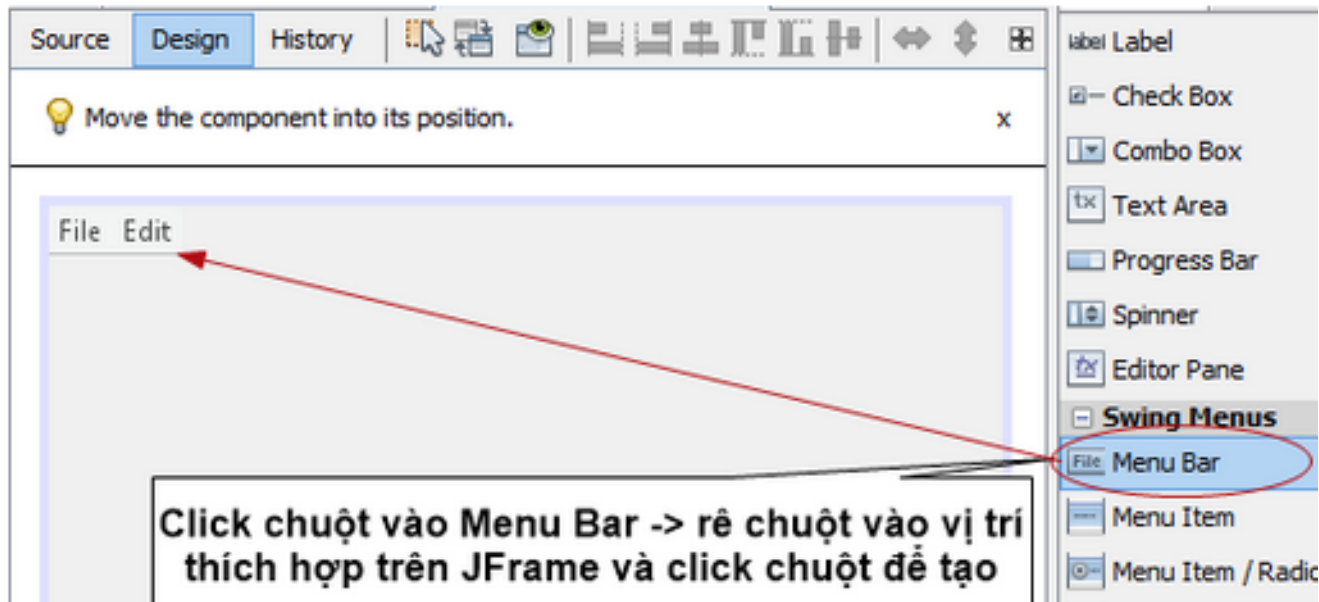 Source Design History
Move the component into its position. x
File Edit
Click chuột vào Menu Bar -> rê chuột vào vị trí
thích hợp trên JFrame và click chuột để tạo
label Label
Check Box
Combo Box
tx Text Area
Progress Bar
Spinner
Editor Pane
Swing Menus
File Menu Bar
Menu Item
Menu Item / Radio